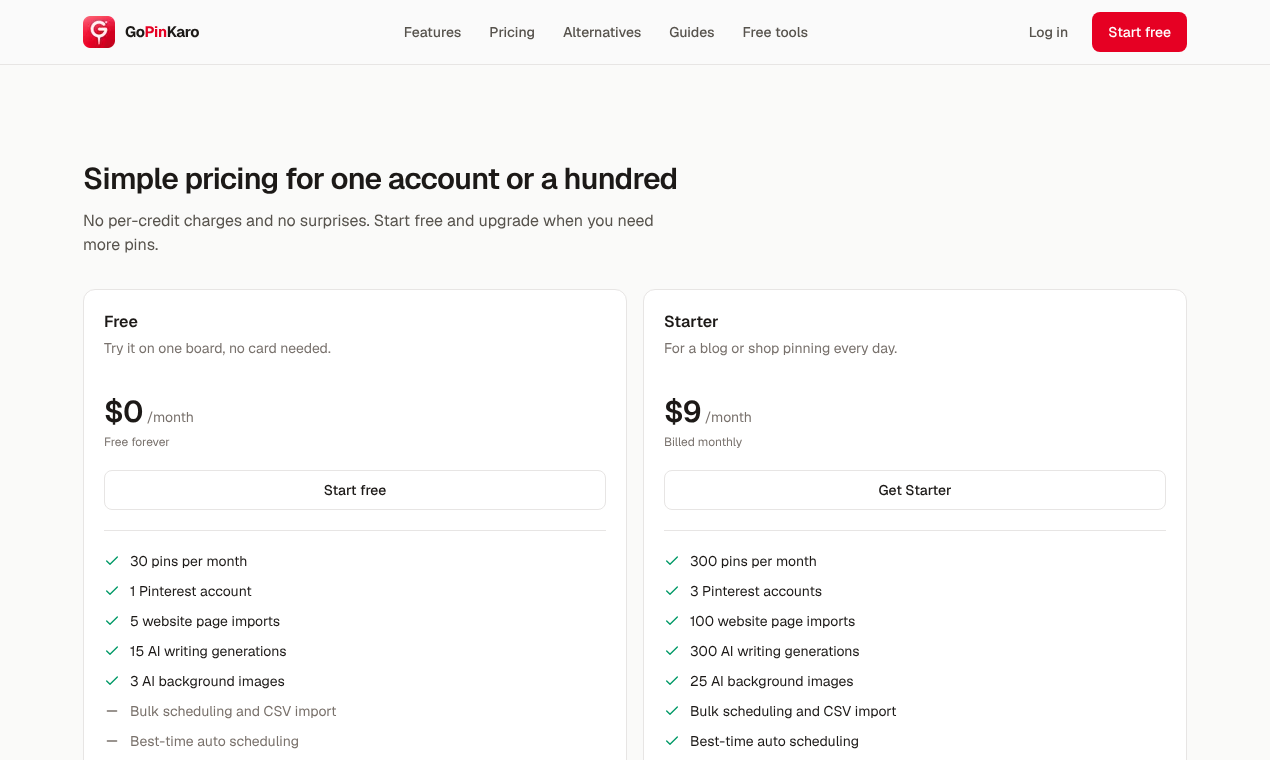 GoPinKaro
Features
Pricing
Alternatives
Guides
Free tools
Log in
Start free
Simple pricing for one account or a hundred
No per-credit charges and no surprises. Start free and upgrade when you need
more pins.
Free
Try it on one board, no card needed.
$0 /month
Free forever
Start free
30 pins per month
1 Pinterest account
5 website page imports
15 AI writing generations
3 AI background images
Bulk scheduling and CSV import
Best-time auto scheduling
Starter
For a blog or shop pinning every day.
$9 /month
Billed monthly
Get Starter
300 pins per month
3 Pinterest accounts
100 website page imports
300 AI writing generations
25 AI background images
Bulk scheduling and CSV import
Best-time auto scheduling